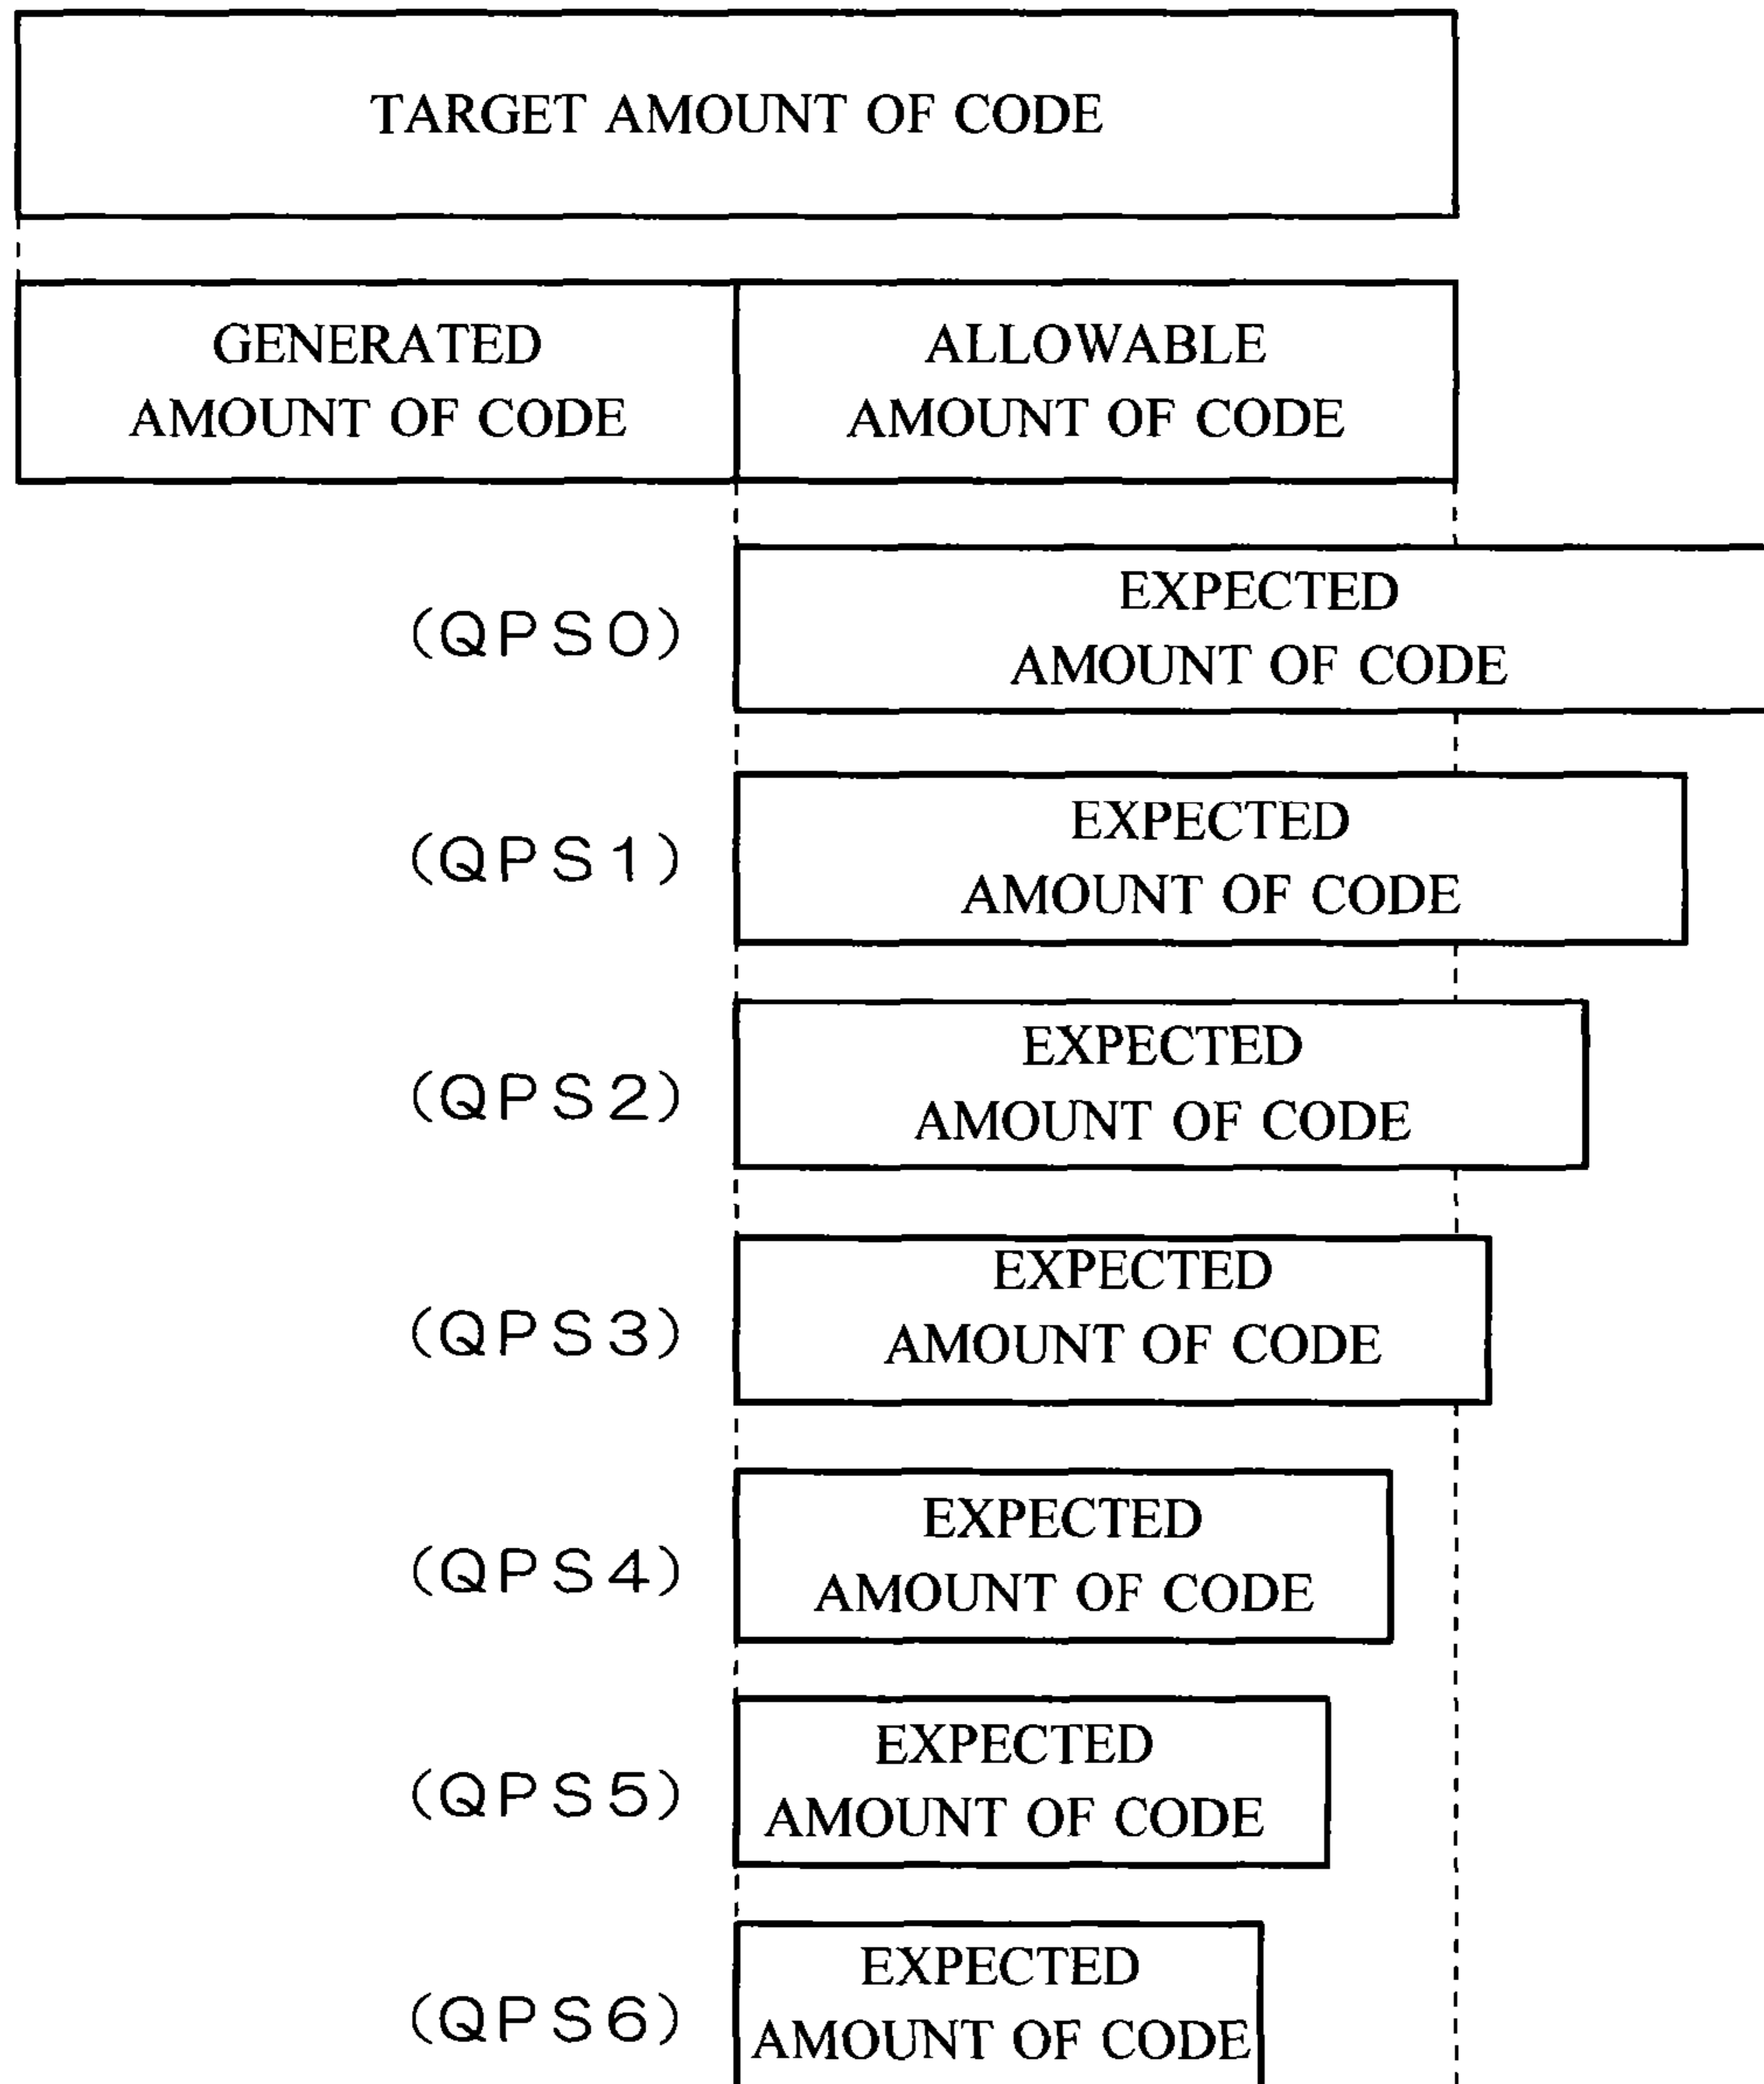 TARGET AMOUNT OF CODE
GENERATED
AMOUNT OF CODE
ALLOWABLE
AMOUNT OF CODE
(QPS0)
EXPECTED
AMOUNT OF CODE
(QPS1)
EXPECTED
AMOUNT OF CODE
(QPS2)
EXPECTED
AMOUNT OF CODE
(QPS3)
EXPECTED
AMOUNT OF CODE
(QPS4)
EXPECTED
AMOUNT OF CODE
(QPS5)
EXPECTED
AMOUNT OF CODE
(QPS6)
EXPECTED
AMOUNT OF CODE